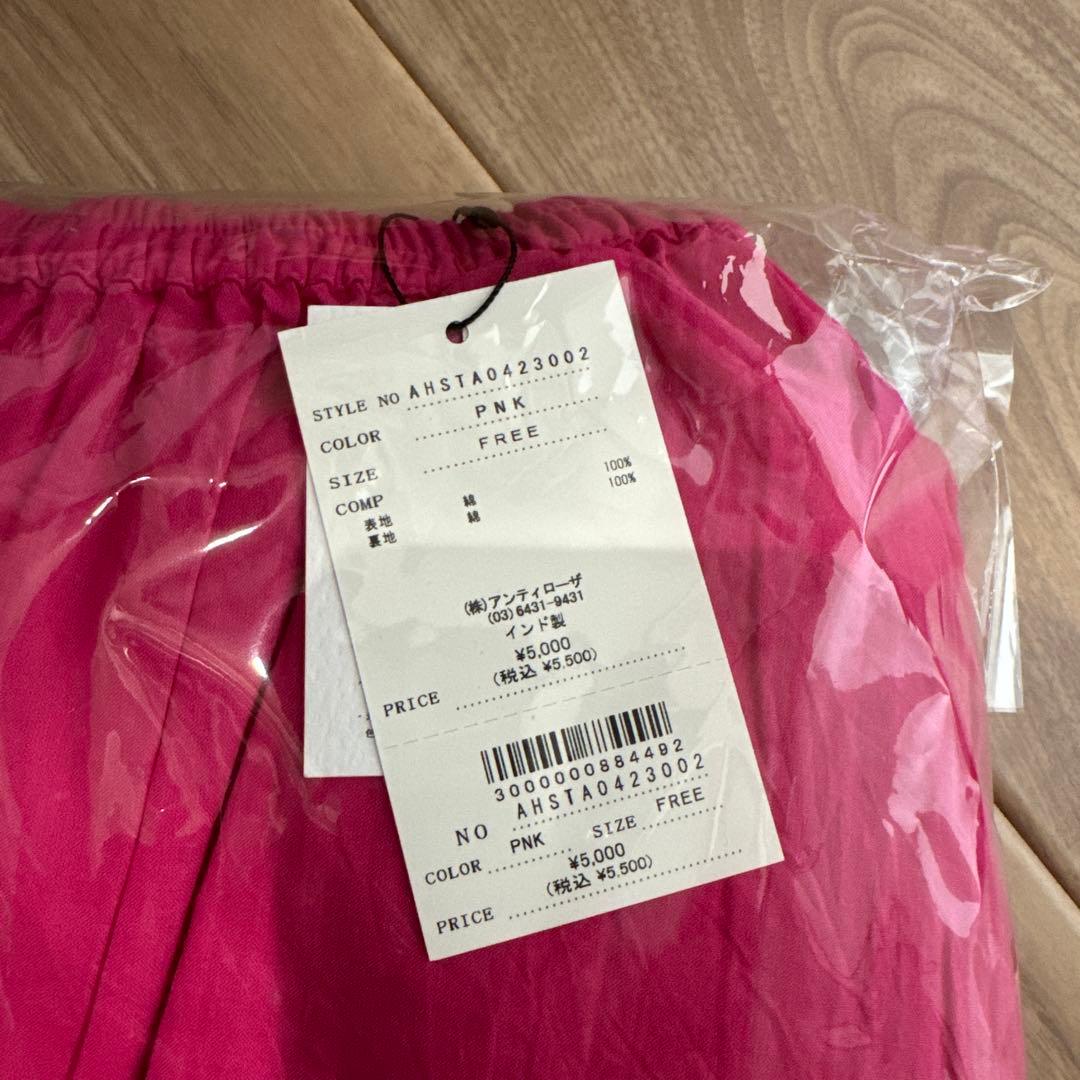 STYLE NO AHSTA0423002
COLOR PNK
SIZE FREE
COMP
表地 綿 100%
裏地 綿 100%
(株)アンティローザ
(03)6431-9431
インド製
¥5,000
(税込 ¥5,500)
PRICE
3000000884492
AHSTA0423002
NO
COLOR PNK SIZE FREE
¥5,000
(税込 ¥5,500)
PRICE